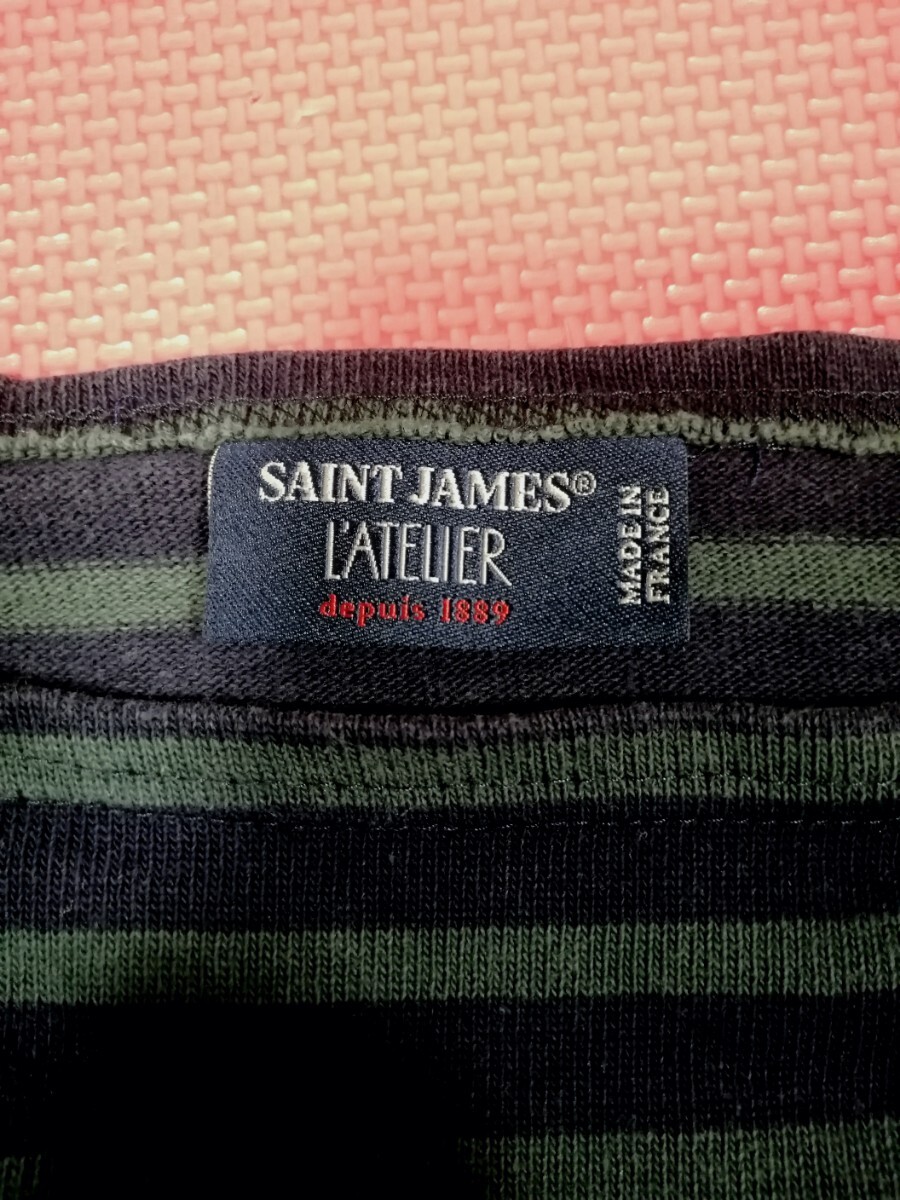 SAINT JAMES®
L'ATELIER
depuis 1889
MADE IN
FRANCE